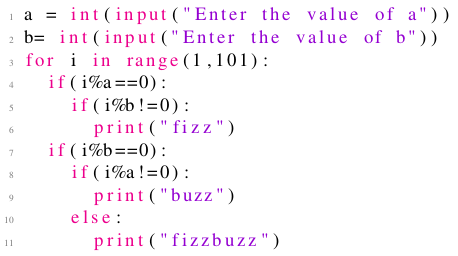 1 a = int(input("Enter the value of a"))
2 b= int(input("Enter the value of b"))
3 for i in range(1,101):
4   if(i%a==0):
5     if(i%b!=0):
6       print("fizz")
7   if(i%b==0):
8     if(i%a!=0):
9       print("buzz")
10     else:
11       print("fizzbuzz")